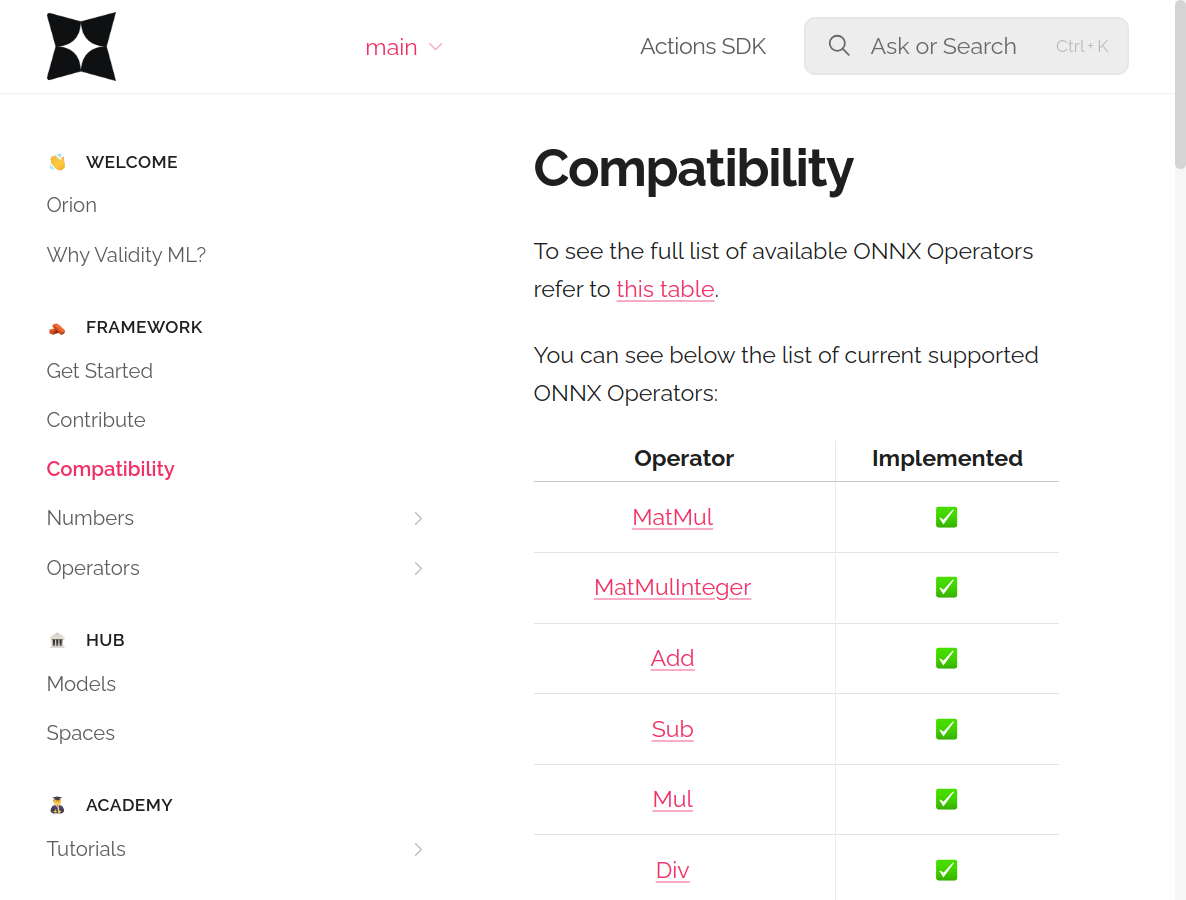 main
Actions SDK
Ask or Search
Ctrl + K
WELCOME
Orion
Why Validity ML?
FRAMEWORK
Get Started
Contribute
Compatibility
Numbers
Operators
HUB
Models
Spaces
ACADEMY
Tutorials
Compatibility
To see the full list of available ONNX Operators
refer to this table.
You can see below the list of current supported
ONNX Operators:
Operator Implemented
MatMul ✅
MatMulInteger ✅
Add ✅
Sub ✅
Mul ✅
Div ✅